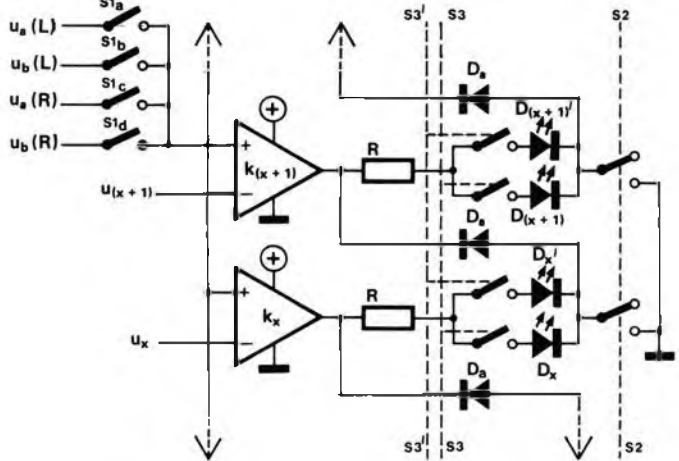 S3' S3 S2
ua (L) S1a
ub (L) S1b
ua (R) S1c
ub (R) S1d
Da
D(x+1)'
+ k(x+1) R
−
u(x+1)
D(x+1)
Da
Dx'
+ kx R
−
ux
Dx
Da
S3' S3 S2